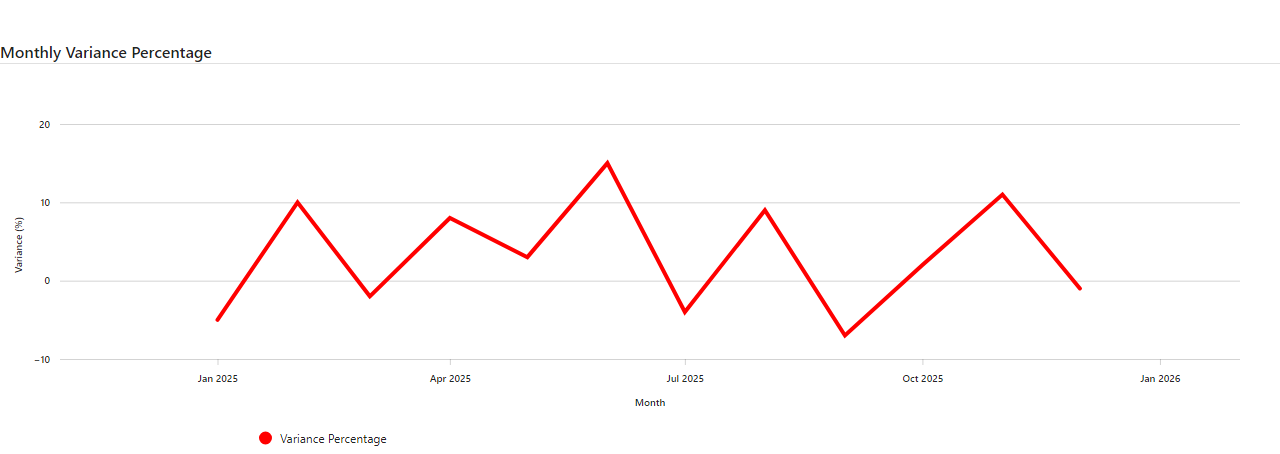 Monthly Variance Percentage
20
10
0
−10
Variance (%)
Jan 2025 Apr 2025 Jul 2025 Oct 2025 Jan 2026
Month
Variance Percentage